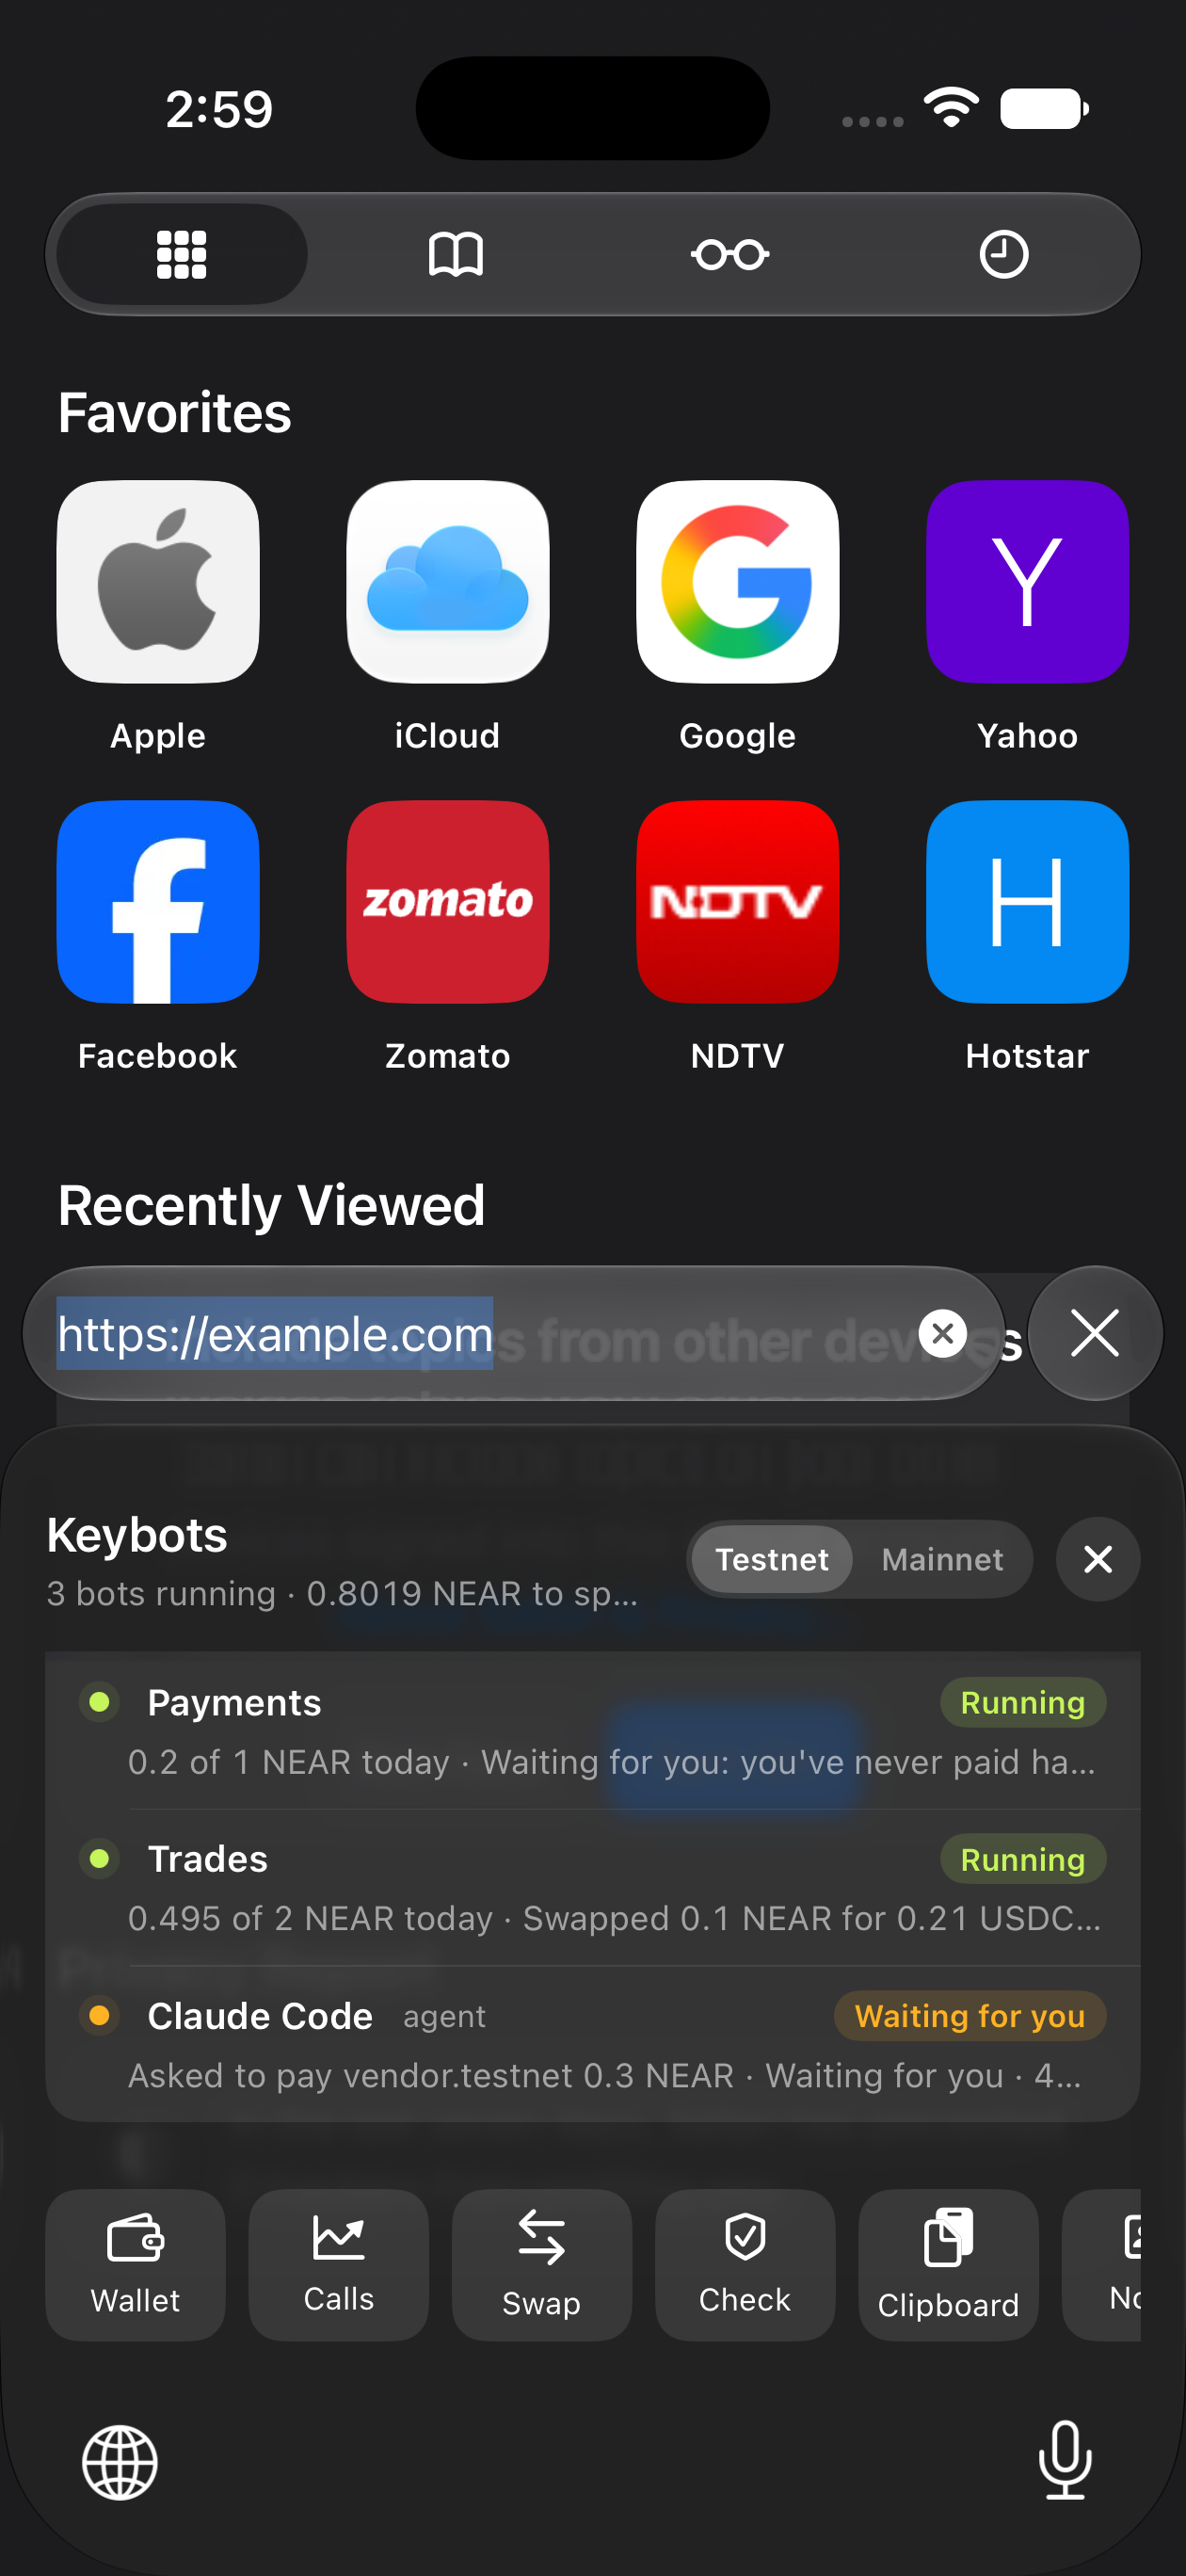 2:59
Favorites
Apple
iCloud
Google
Y
Yahoo
zomato
NDTV
H
Facebook
Zomato
NDTV
Hotstar
Recently Viewed
https://example.com
from other devices
Keybots
Testnet
Mainnet
3 bots running · 0.8019 NEAR to sp...
Payments
Running
0.2 of 1 NEAR today · Waiting for you: you've never paid ha...
Trades
Running
0.495 of 2 NEAR today · Swapped 0.1 NEAR for 0.21 USDC...
Claude Code agent
Waiting for you
Asked to pay vendor.testnet 0.3 NEAR · Waiting for you · 4...
Wallet
Calls
Swap
Check
Clipboard